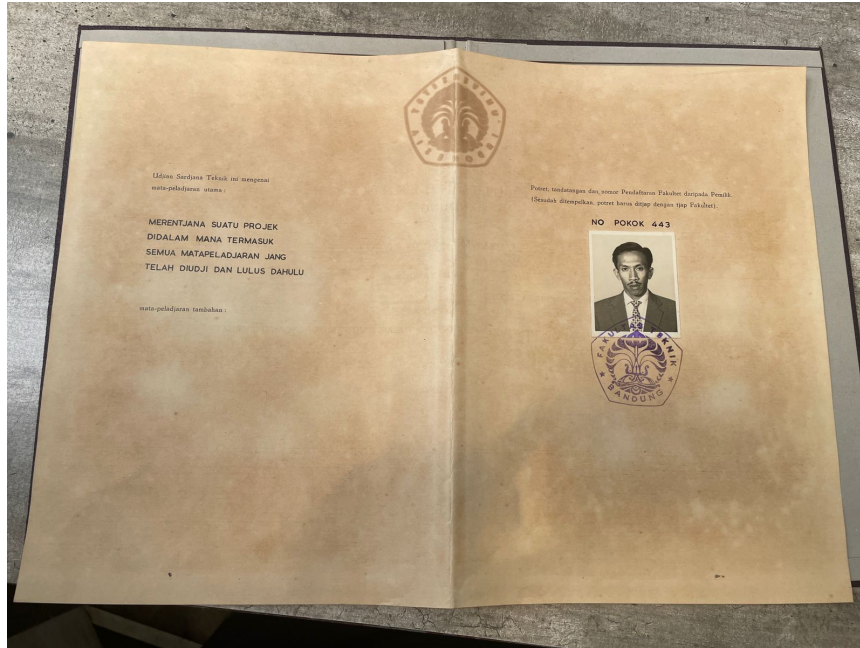 Udjian Sardjana Teknik ini mengenai
mata-peladjaran utama :
MERENTJANA SUATU PROJEK
DIDALAM MANA TERMASUK
SEMUA MATAPELADJARAN JANG
TELAH DIUDJI DAN LULUS DAHULU
mata-peladjaran tambahan :
Potret, tandatangan dan nomor Pendaftaran Fakultet daripada Pemilik.
(Sesudah ditempelkan, potret harus ditjap dengan tjap Fakultet).
NO POKOK 443
FAKULTAS TEKNIK
BANDUNG